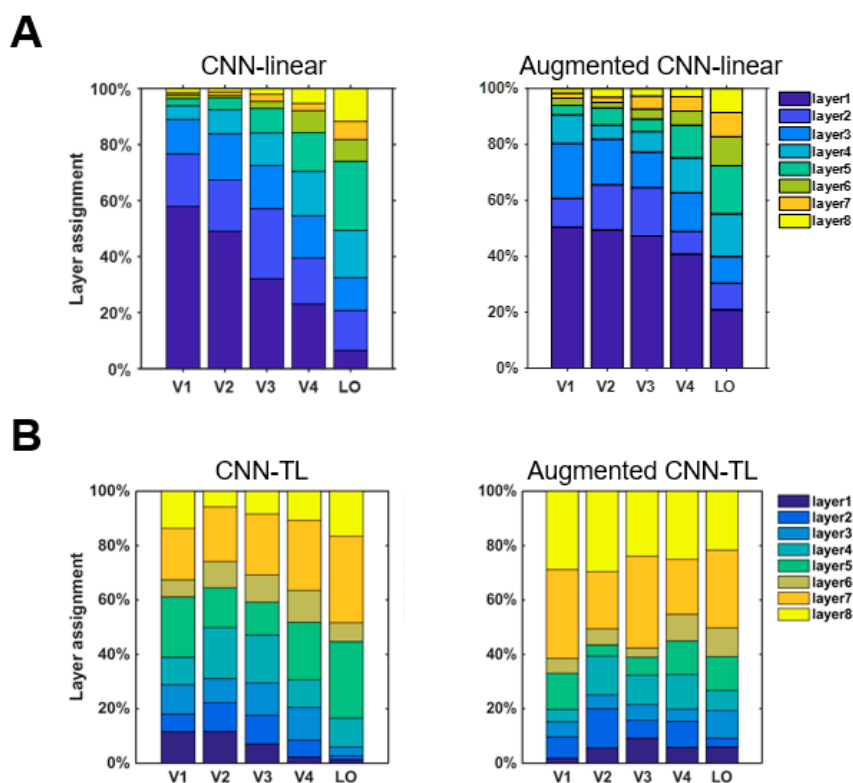 A
CNN-linear
Augmented CNN-linear
Layer assignment
100%
80%
60%
40%
20%
0%
V1 V2 V3 V4 LO
100%
80%
60%
40%
20%
0%
V1 V2 V3 V4 LO
layer1
layer2
layer3
layer4
layer5
layer6
layer7
layer8
B
CNN-TL
Augmented CNN-TL
Layer assignment
100%
80%
60%
40%
20%
0%
V1 V2 V3 V4 LO
100%
80%
60%
40%
20%
0%
V1 V2 V3 V4 LO
layer1
layer2
layer3
layer4
layer5
layer6
layer7
layer8